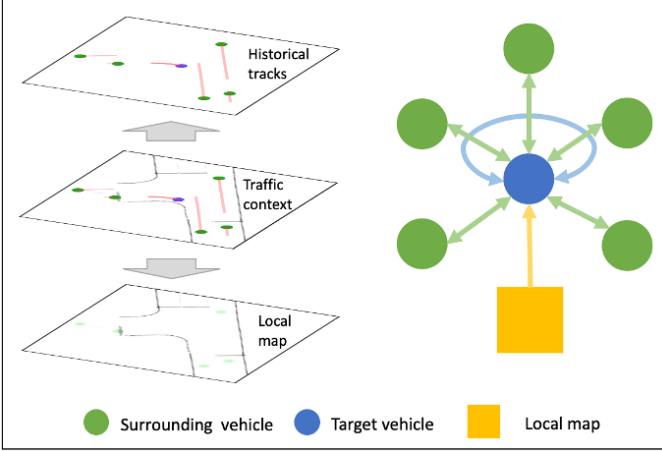 Historical
tracks
Traffic
context
Local
map
Surrounding vehicle
Target vehicle
Local map